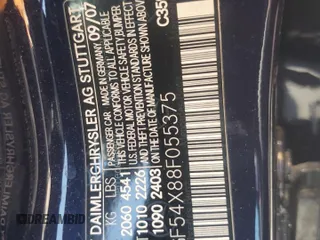 DAIMLERCHRYSLER AG STUTTGART
09/07
PASSENGER CAR MADE IN GERMANY
THIS VEHICLE CONFORMS TO ALL APPLICABLE
U.S. FEDERAL MOTOR VEHICLE SAFETY, BUMPER
AND THEFT PREVENTION STANDARDS IN EFFECT
ON THE DATE OF MANUFACTURE SHOWN ABOVE.
KG LBS
2060 4541
1010 2226
1090 2403
C35
F54X88F055375
DREAMBID